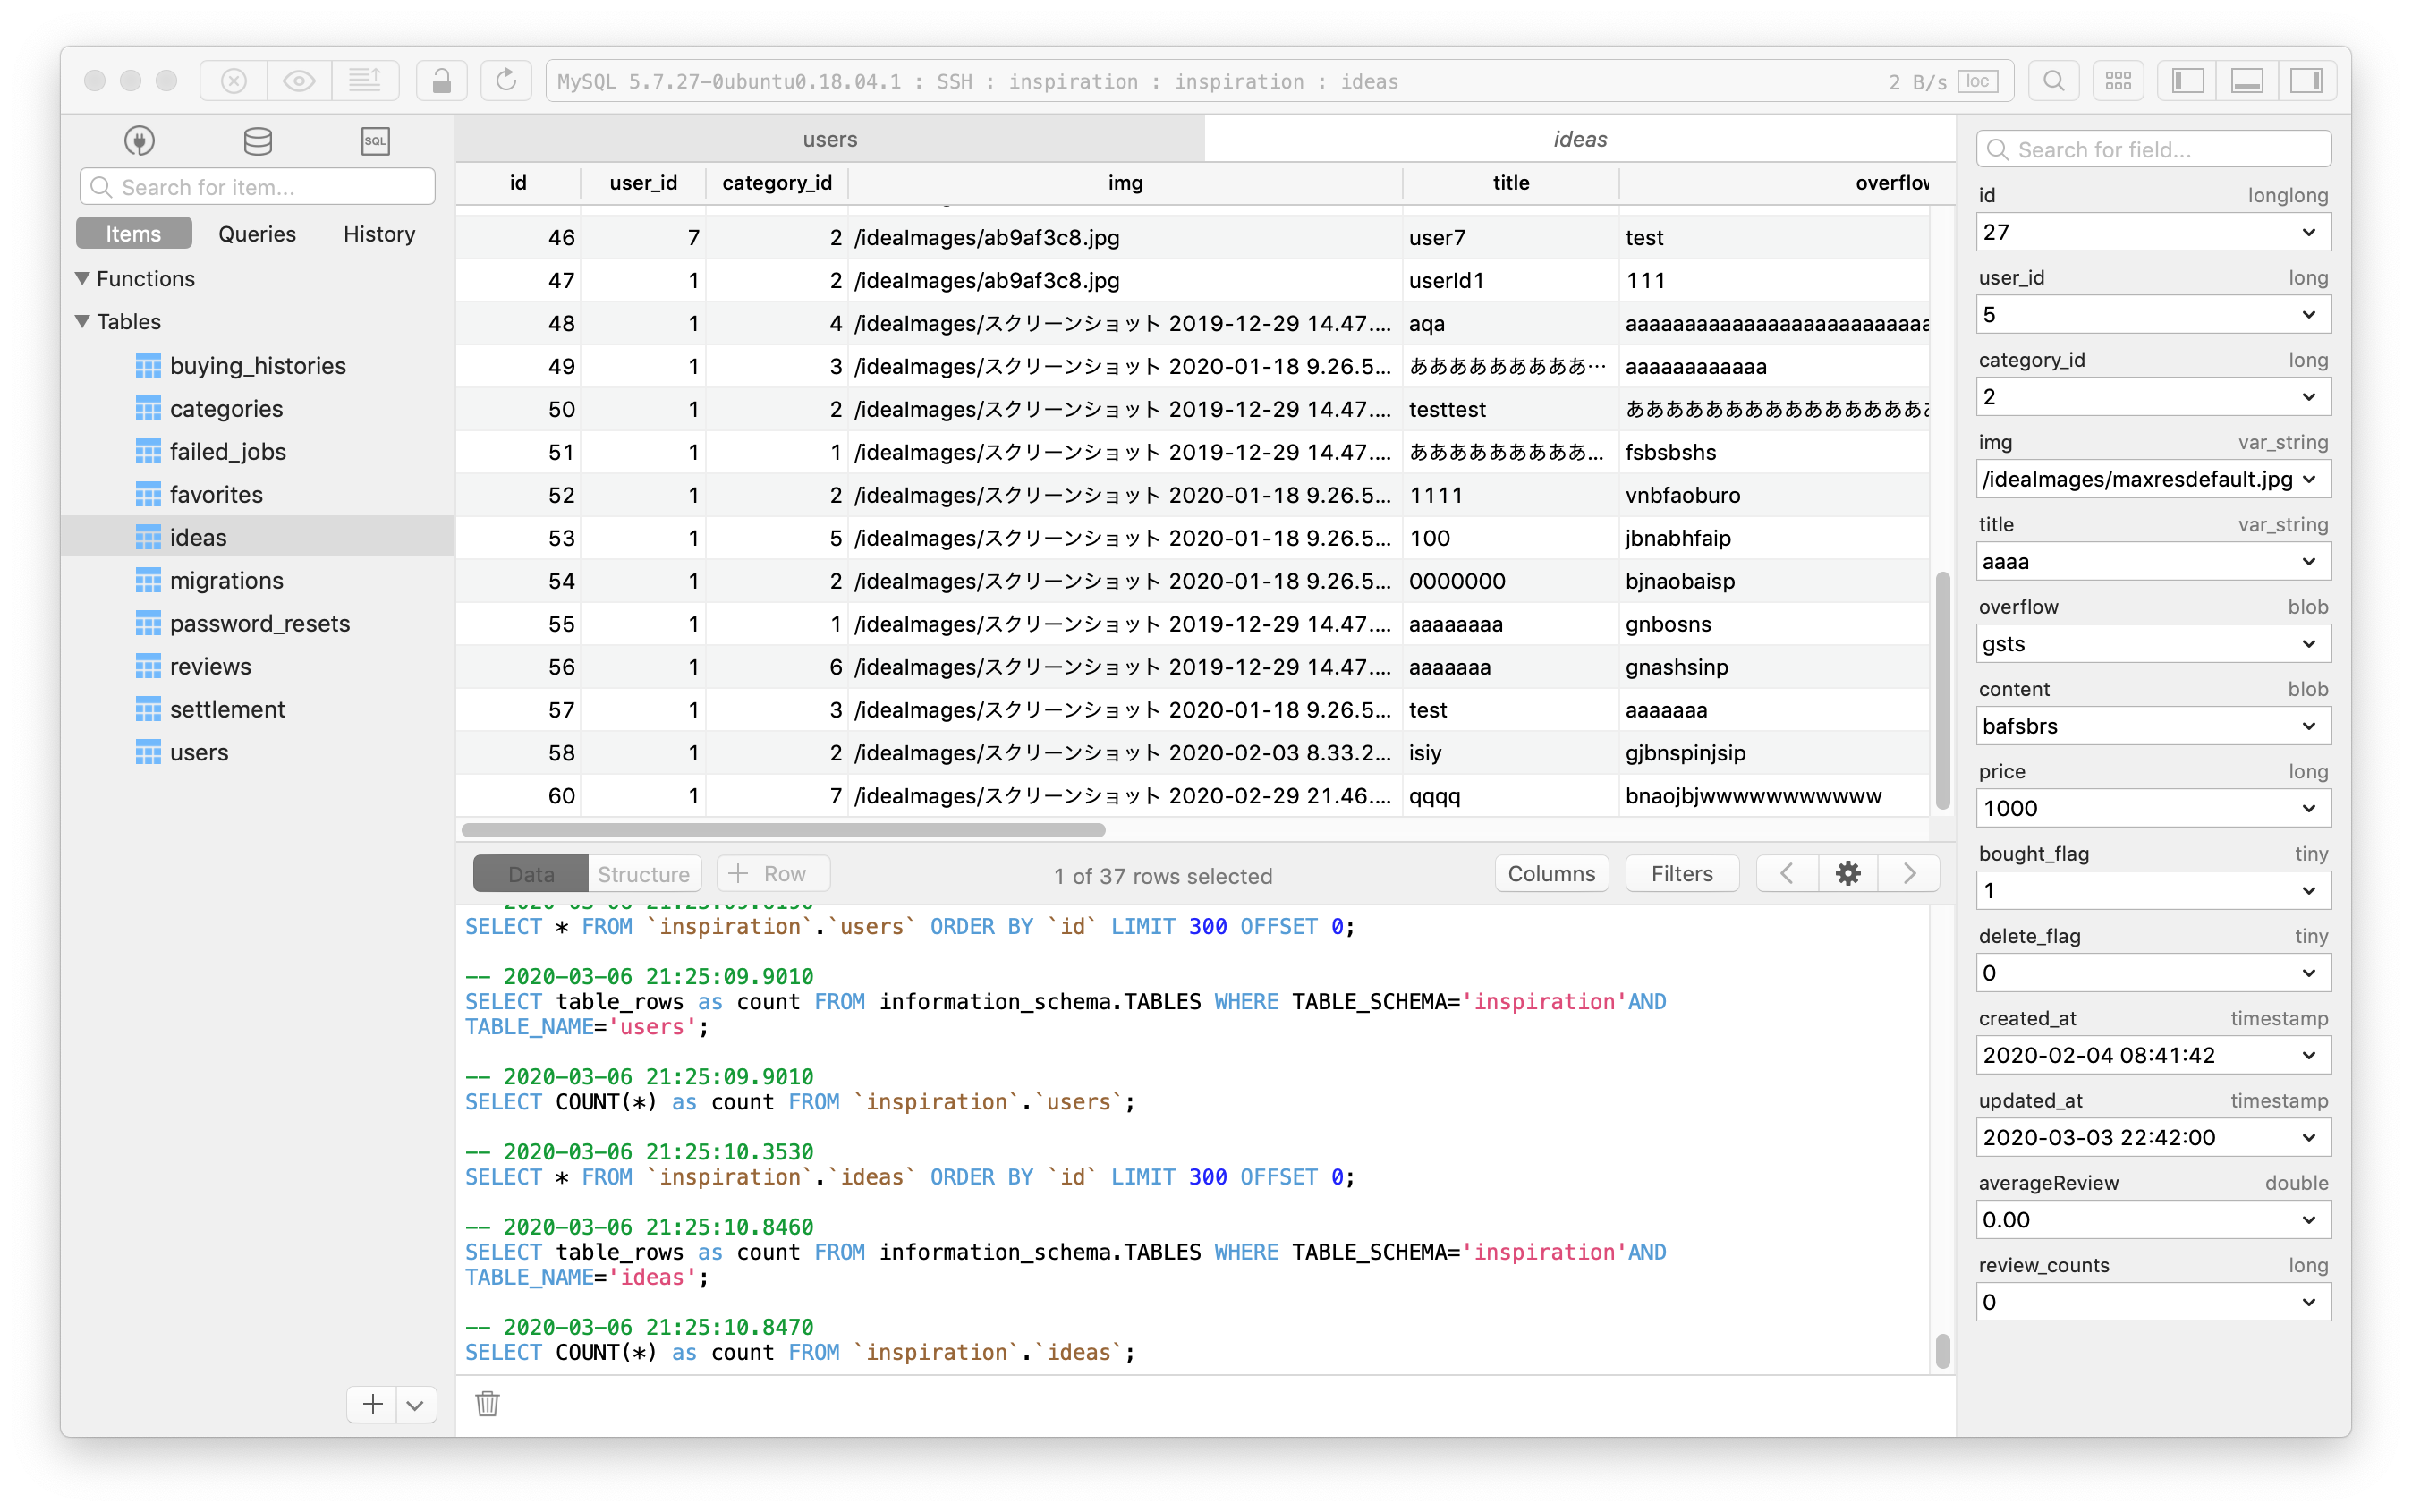 MySQL 5.7.27-0ubuntu0.18.04.1 : SSH : inspiration : inspiration : ideas
2 B/s loc
SQL
Search for item...
Items Queries History
Functions
Tables
buying_histories
categories
failed_jobs
favorites
ideas
migrations
password_resets
reviews
settlement
users
users ideas
id user_id category_id img title overflow
46 7 2 /ideaImages/ab9af3c8.jpg user7 test
47 1 2 /ideaImages/ab9af3c8.jpg userId1 111
48 1 4 /ideaImages/スクリーンショット 2019-12-29 14.47.... aqa aaaaaaaaaaaaaaaaaaaaaaaaaa
49 1 3 /ideaImages/スクリーンショット 2020-01-18 9.26.5... あああああああああ… aaaaaaaaaaaa
50 1 2 /ideaImages/スクリーンショット 2019-12-29 14.47.... testtest ああああああああああああああああ
51 1 1 /ideaImages/スクリーンショット 2019-12-29 14.47.... あああああああああ... fsbsbshs
52 1 2 /ideaImages/スクリーンショット 2020-01-18 9.26.5... 1111 vnbfaoburo
53 1 5 /ideaImages/スクリーンショット 2020-01-18 9.26.5... 100 jbnabhfaip
54 1 2 /ideaImages/スクリーンショット 2020-01-18 9.26.5... 0000000 bjnaobaisp
55 1 1 /ideaImages/スクリーンショット 2019-12-29 14.47.... aaaaaaaa gnbosns
56 1 6 /ideaImages/スクリーンショット 2019-12-29 14.47.... aaaaaaa gnashsinp
57 1 3 /ideaImages/スクリーンショット 2020-01-18 9.26.5... test aaaaaaa
58 1 2 /ideaImages/スクリーンショット 2020-02-03 8.33.2... isiy gjbnspinjsip
60 1 7 /ideaImages/スクリーンショット 2020-02-29 21.46.... qqqq bnaojbjwwwwwwwwwww
Data Structure + Row 1 of 37 rows selected Columns Filters
SELECT * FROM `inspiration`.`users` ORDER BY `id` LIMIT 300 OFFSET 0;
-- 2020-03-06 21:25:09.9010
SELECT table_rows as count FROM information_schema.TABLES WHERE TABLE_SCHEMA='inspiration'AND
TABLE_NAME='users';
-- 2020-03-06 21:25:09.9010
SELECT COUNT(*) as count FROM `inspiration`.`users`;
-- 2020-03-06 21:25:10.3530
SELECT * FROM `inspiration`.`ideas` ORDER BY `id` LIMIT 300 OFFSET 0;
-- 2020-03-06 21:25:10.8460
SELECT table_rows as count FROM information_schema.TABLES WHERE TABLE_SCHEMA='inspiration'AND
TABLE_NAME='ideas';
-- 2020-03-06 21:25:10.8470
SELECT COUNT(*) as count FROM `inspiration`.`ideas`;
Search for field...
id longlong
27
user_id long
5
category_id long
2
img var_string
/ideaImages/maxresdefault.jpg
title var_string
aaaa
overflow blob
gsts
content blob
bafsbrs
price long
1000
bought_flag tiny
1
delete_flag tiny
0
created_at timestamp
2020-02-04 08:41:42
updated_at timestamp
2020-03-03 22:42:00
averageReview double
0.00
review_counts long
0